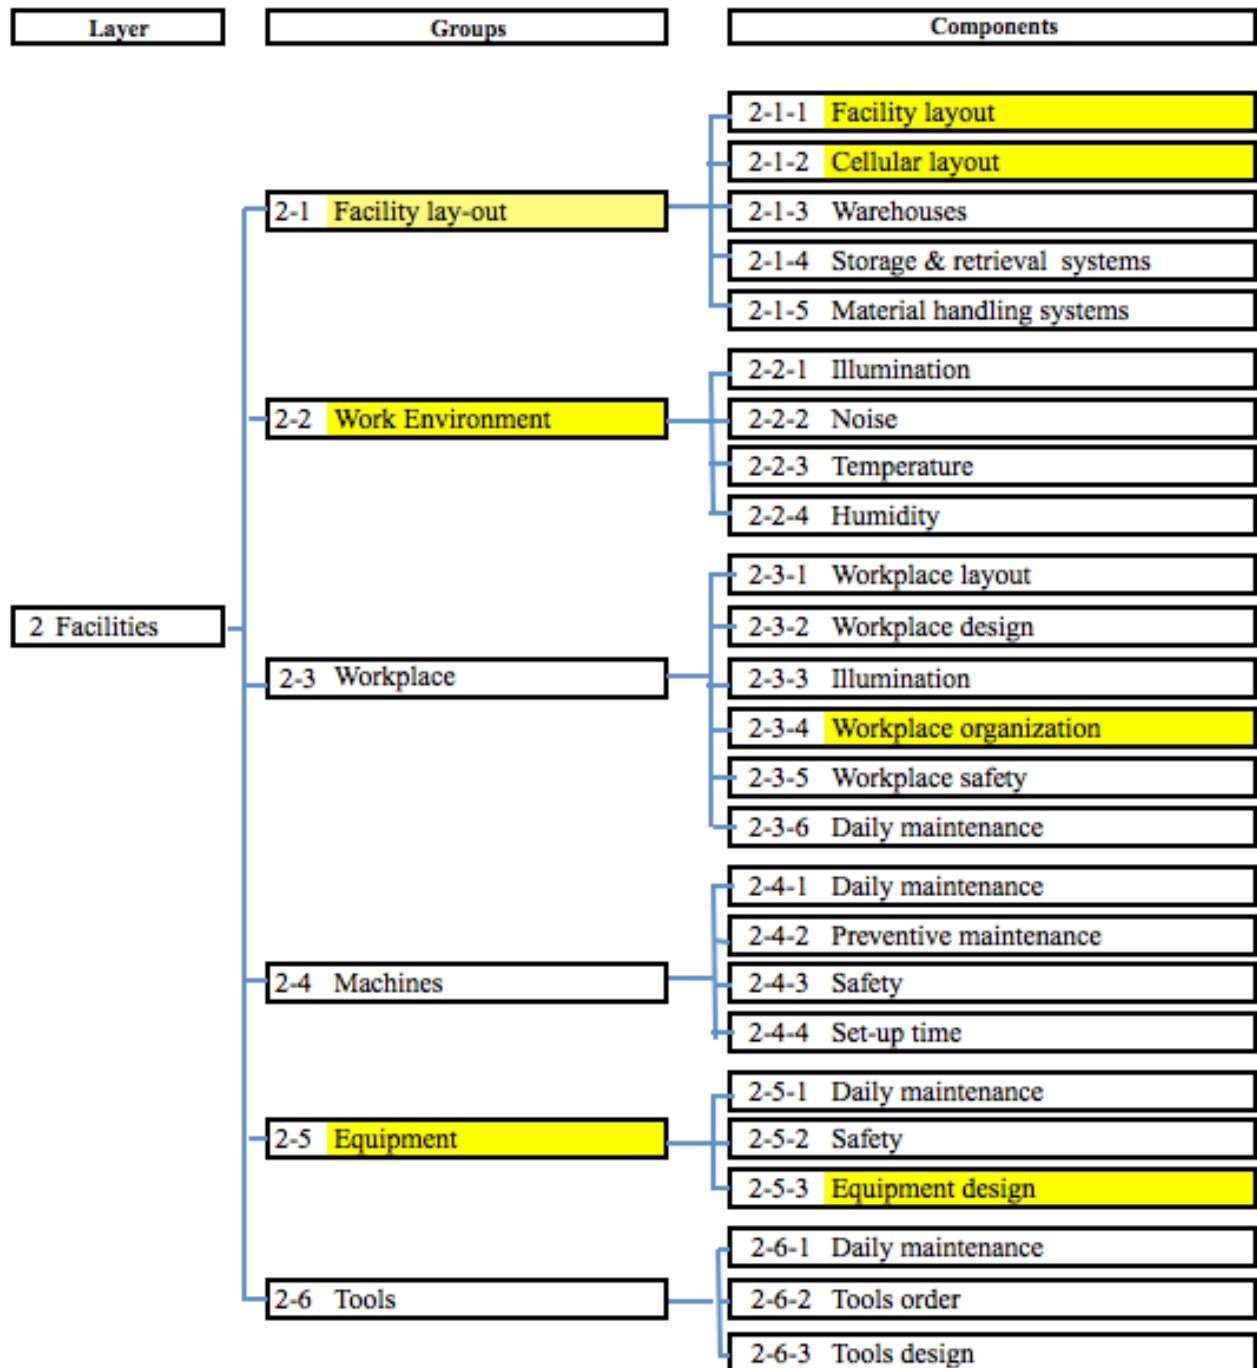 Layer Groups Components
2-1-1 Facility layout
2-1-2 Cellular layout
2-1 Facility lay-out
2-1-3 Warehouses
2-1-4 Storage & retrieval systems
2-1-5 Material handling systems
2-2-1 Illumination
2-2 Work Environment
2-2-2 Noise
2-2-3 Temperature
2-2-4 Humidity
2-3-1 Workplace layout
2 Facilities
2-3-2 Workplace design
2-3 Workplace
2-3-3 Illumination
2-3-4 Workplace organization
2-3-5 Workplace safety
2-3-6 Daily maintenance
2-4-1 Daily maintenance
2-4-2 Preventive maintenance
2-4 Machines
2-4-3 Safety
2-4-4 Set-up time
2-5-1 Daily maintenance
2-5 Equipment
2-5-2 Safety
2-5-3 Equipment design
2-6-1 Daily maintenance
2-6 Tools
2-6-2 Tools order
2-6-3 Tools design